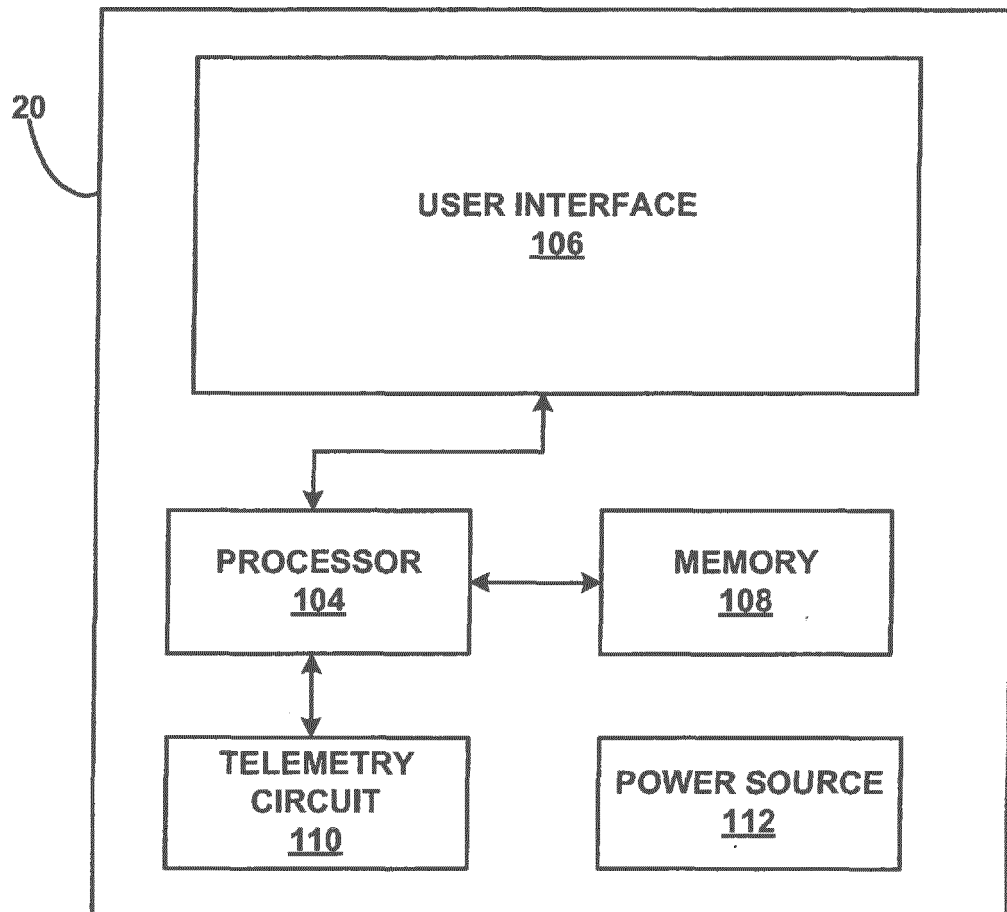 20
USER INTERFACE
106
PROCESSOR
104
MEMORY
108
TELEMETRY
CIRCUIT
110
POWER SOURCE
112